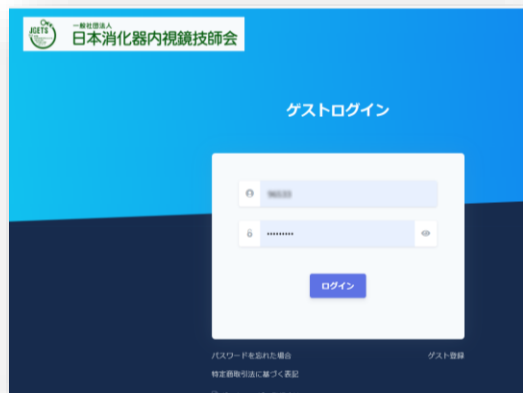 JGETS
一般社団法人
日本消化器内視鏡技師会
ゲストログイン
ログイン
パスワードを忘れた場合
ゲスト登録
特定商取引法に基づく表記